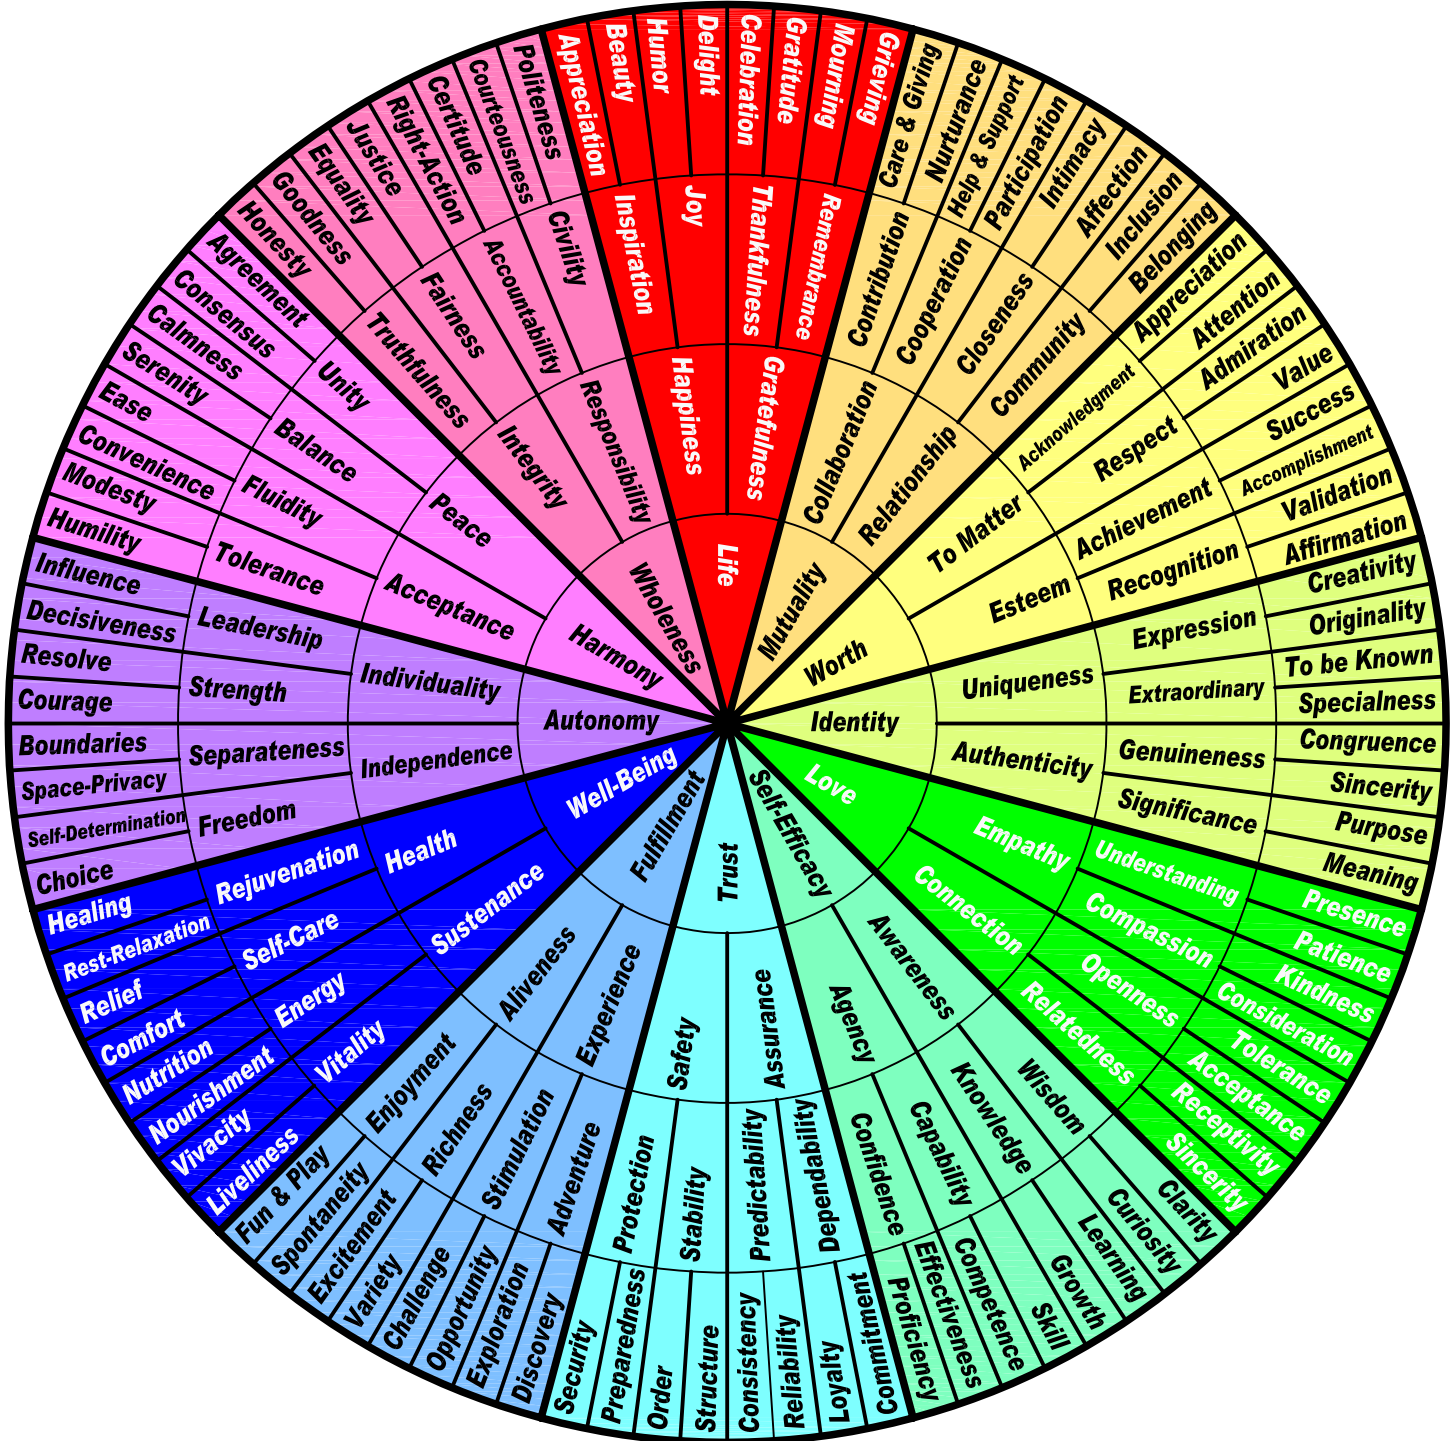 Life
Happiness
Gratefulness
Inspiration
Joy
Thankfulness
Remembrance
Appreciation
Beauty
Humor
Delight
Celebration
Gratitude
Mourning
Grieving
Mutuality
Collaboration
Relationship
Contribution
Cooperation
Closeness
Community
Care & Giving
Nurturance
Help & Support
Participation
Intimacy
Affection
Inclusion
Belonging
Worth
To Matter
Esteem
Acknowledgment
Respect
Achievement
Recognition
Appreciation
Attention
Admiration
Value
Success
Accomplishment
Validation
Affirmation
Identity
Uniqueness
Authenticity
Expression
Extraordinary
Genuineness
Significance
Creativity
Originality
To be Known
Specialness
Congruence
Sincerity
Purpose
Meaning
Love
Empathy
Connection
Understanding
Compassion
Openness
Relatedness
Presence
Patience
Kindness
Consideration
Tolerance
Acceptance
Receptivity
Sincerity
Self-Efficacy
Awareness
Agency
Wisdom
Knowledge
Capability
Confidence
Clarity
Curiosity
Learning
Growth
Skill
Competence
Effectiveness
Proficiency
Trust
Assurance
Safety
Dependability
Predictability
Stability
Protection
Commitment
Loyalty
Reliability
Consistency
Structure
Order
Preparedness
Security
Fulfillment
Experience
Aliveness
Adventure
Stimulation
Richness
Enjoyment
Discovery
Exploration
Opportunity
Challenge
Variety
Excitement
Spontaneity
Fun & Play
Well-Being
Sustenance
Health
Vitality
Energy
Self-Care
Rejuvenation
Liveliness
Vivacity
Nourishment
Nutrition
Comfort
Relief
Rest-Relaxation
Healing
Autonomy
Independence
Individuality
Freedom
Separateness
Strength
Leadership
Choice
Self-Determination
Space-Privacy
Boundaries
Courage
Resolve
Decisiveness
Influence
Harmony
Acceptance
Peace
Tolerance
Fluidity
Balance
Unity
Humility
Modesty
Convenience
Ease
Serenity
Calmness
Consensus
Agreement
Wholeness
Integrity
Responsibility
Truthfulness
Fairness
Accountability
Civility
Honesty
Goodness
Equality
Justice
Right-Action
Certitude
Courteousness
Politeness